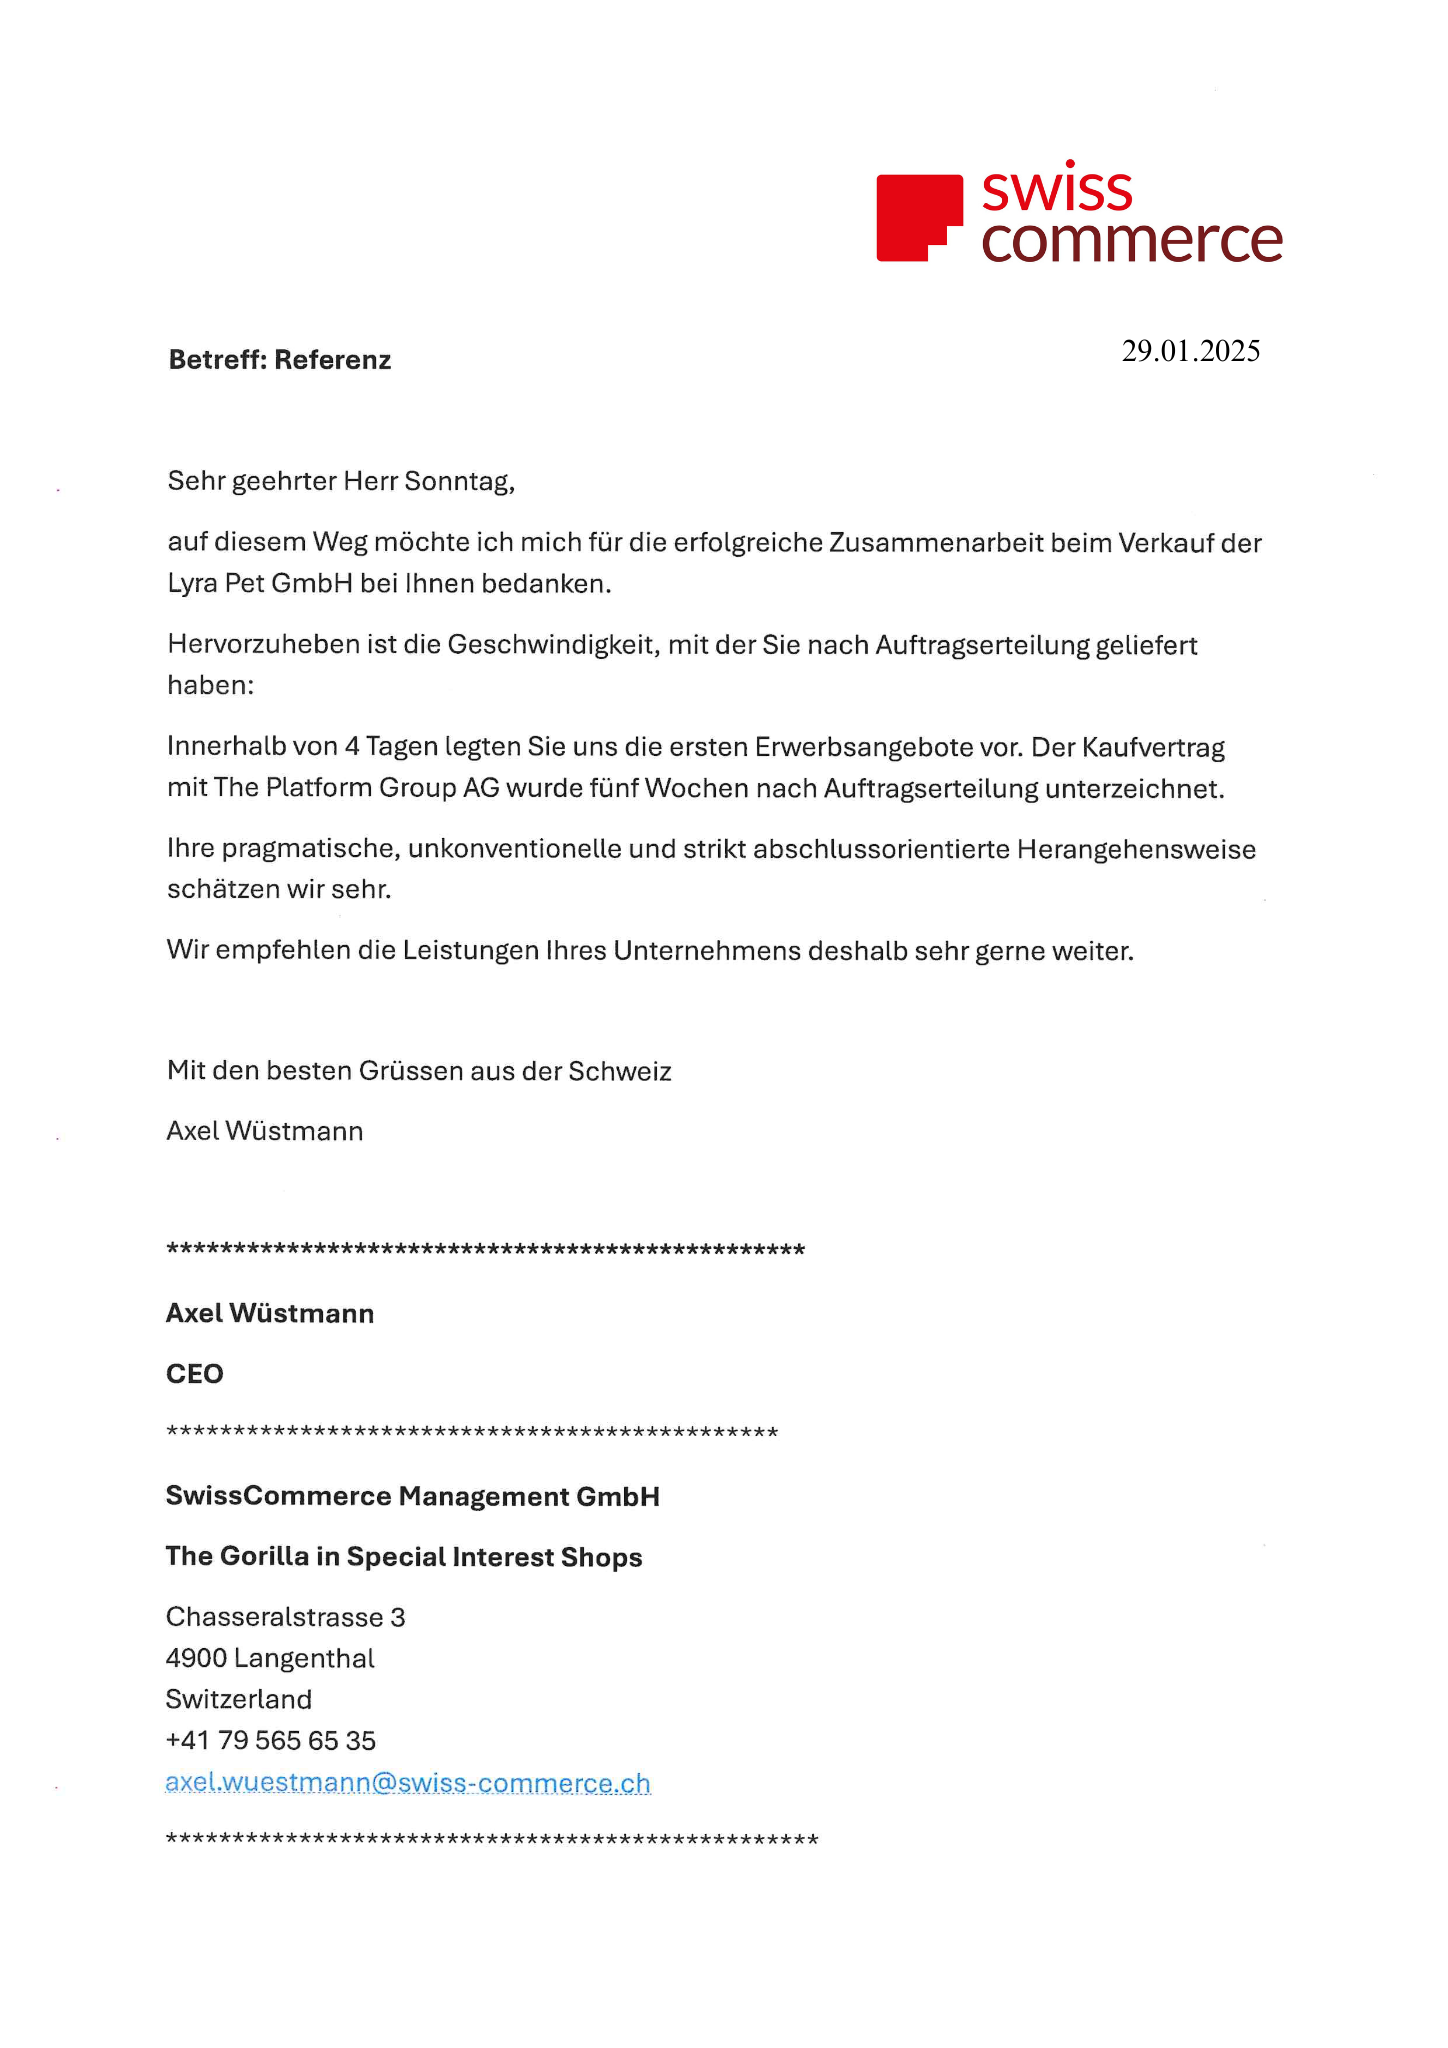 swiss
commerce
Betreff: Referenz
29.01.2025
Sehr geehrter Herr Sonntag,
auf diesem Weg möchte ich mich für die erfolgreiche Zusammenarbeit beim Verkauf der
Lyra Pet GmbH bei Ihnen bedanken.
Hervorzuheben ist die Geschwindigkeit, mit der Sie nach Auftragserteilung geliefert
haben:
Innerhalb von 4 Tagen legten Sie uns die ersten Erwerbsangebote vor. Der Kaufvertrag
mit The Platform Group AG wurde fünf Wochen nach Auftragserteilung unterzeichnet.
Ihre pragmatische, unkonventionelle und strikt abschlussorientierte Herangehensweise
schätzen wir sehr.
Wir empfehlen die Leistungen Ihres Unternehmens deshalb sehr gerne weiter.
Mit den besten Grüssen aus der Schweiz
Axel Wüstmann
************************************************
Axel Wüstmann
CEO
**********************************************
SwissCommerce Management GmbH
The Gorilla in Special Interest Shops
Chasseralstrasse 3
4900 Langenthal
Switzerland
+41 79 565 65 35
axel.wuestmann@swiss-commerce.ch
*************************************************